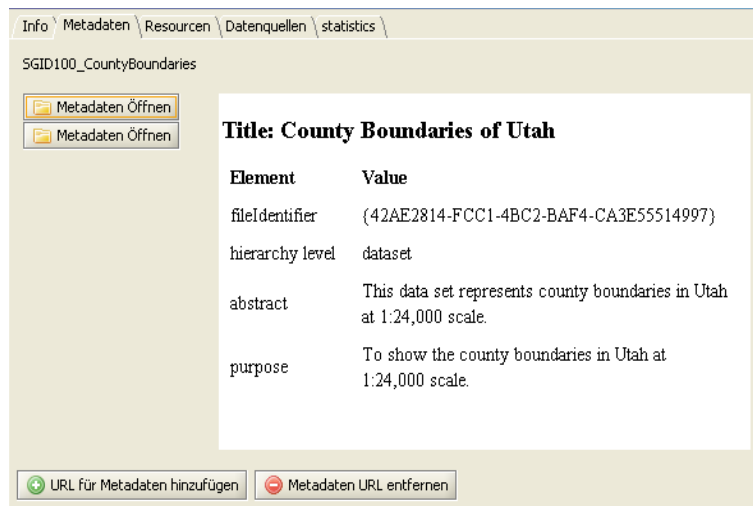 Info Metadaten Resourcen Datenquellen statistics
SGID100_CountyBoundaries
Metadaten Öffnen
Metadaten Öffnen
Title: County Boundaries of Utah
Element Value
fileIdentifier {42AE2814-FCC1-4BC2-BAF4-CA3E55514997}
hierarchy level dataset
abstract This data set represents county boundaries in Utah
at 1:24,000 scale.
purpose To show the county boundaries in Utah at
1:24,000 scale.
URL für Metadaten hinzufügen Metadaten URL entfernen